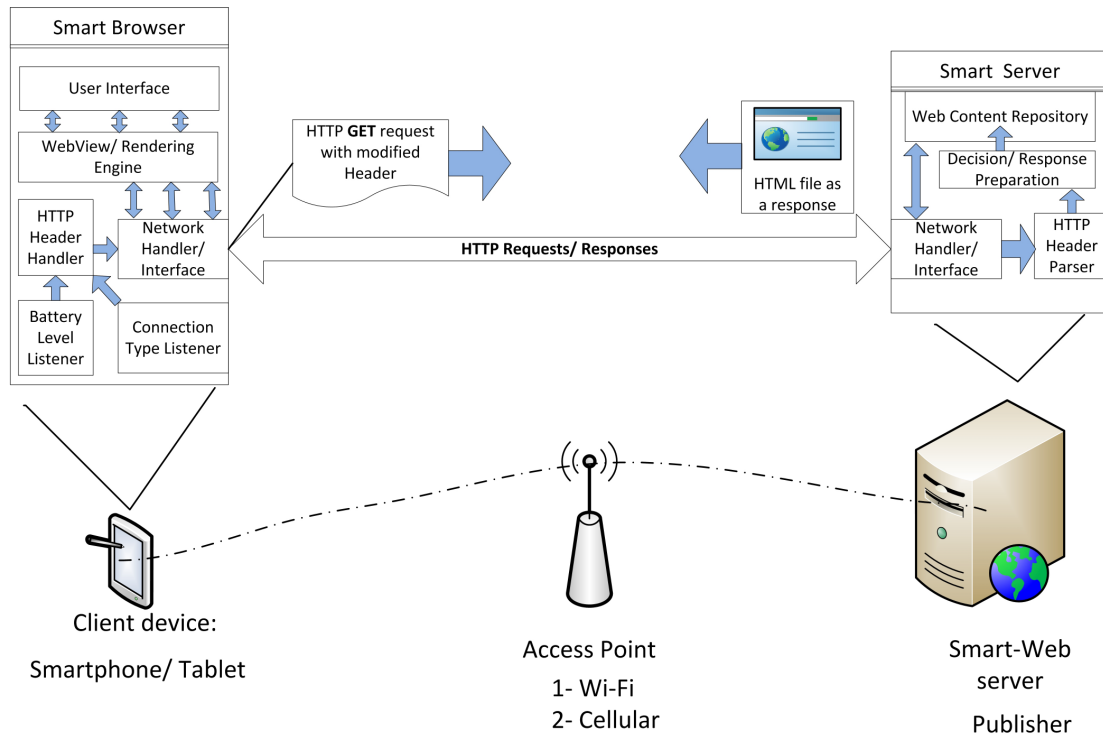 Smart Browser
User Interface
WebView/ Rendering
Engine
HTTP
Header
Handler
Network
Handler/
Interface
Battery
Level
Listener
Connection
Type Listener
HTTP GET request
with modified
Header
HTML file as
a response
HTTP Requests/ Responses
Smart Server
Web Content Repository
Decision/ Response
Preparation
Network
Handler/
Interface
HTTP
Header
Parser
Client device:
Smartphone/ Tablet
Access Point
1- Wi-Fi
2- Cellular
Smart-Web
server
Publisher